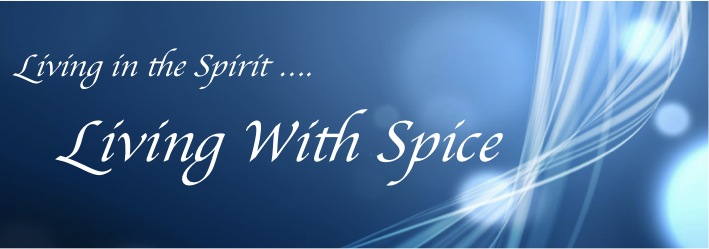 Living in the Spirit ....
Living With Spice